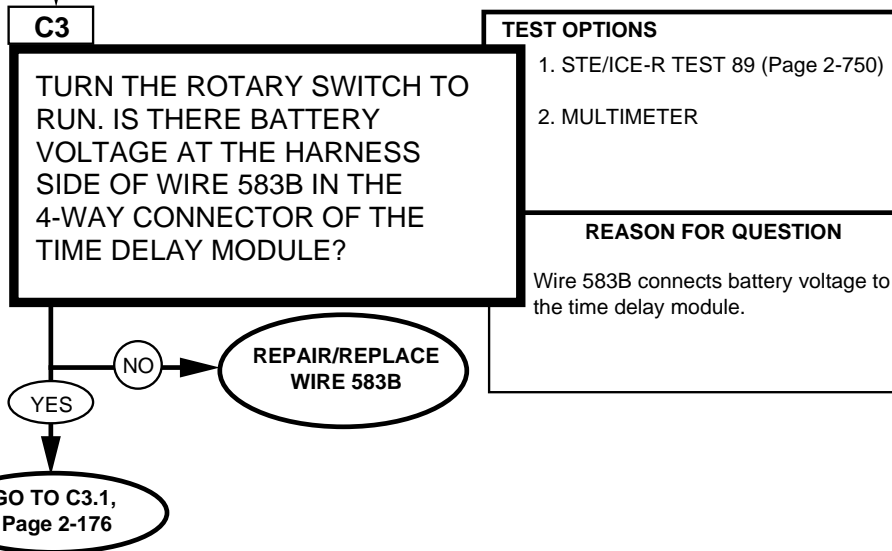 C3
TURN THE ROTARY SWITCH TO
RUN. IS THERE BATTERY
VOLTAGE AT THE HARNESS
SIDE OF WIRE 583B IN THE
4-WAY CONNECTOR OF THE
TIME DELAY MODULE?
TEST OPTIONS
1. STE/ICE-R TEST 89 (Page 2-750)
2. MULTIMETER
REASON FOR QUESTION
Wire 583B connects battery voltage to
the time delay module.
NO
REPAIR/REPLACE
WIRE 583B
YES
GO TO C3.1,
Page 2-176